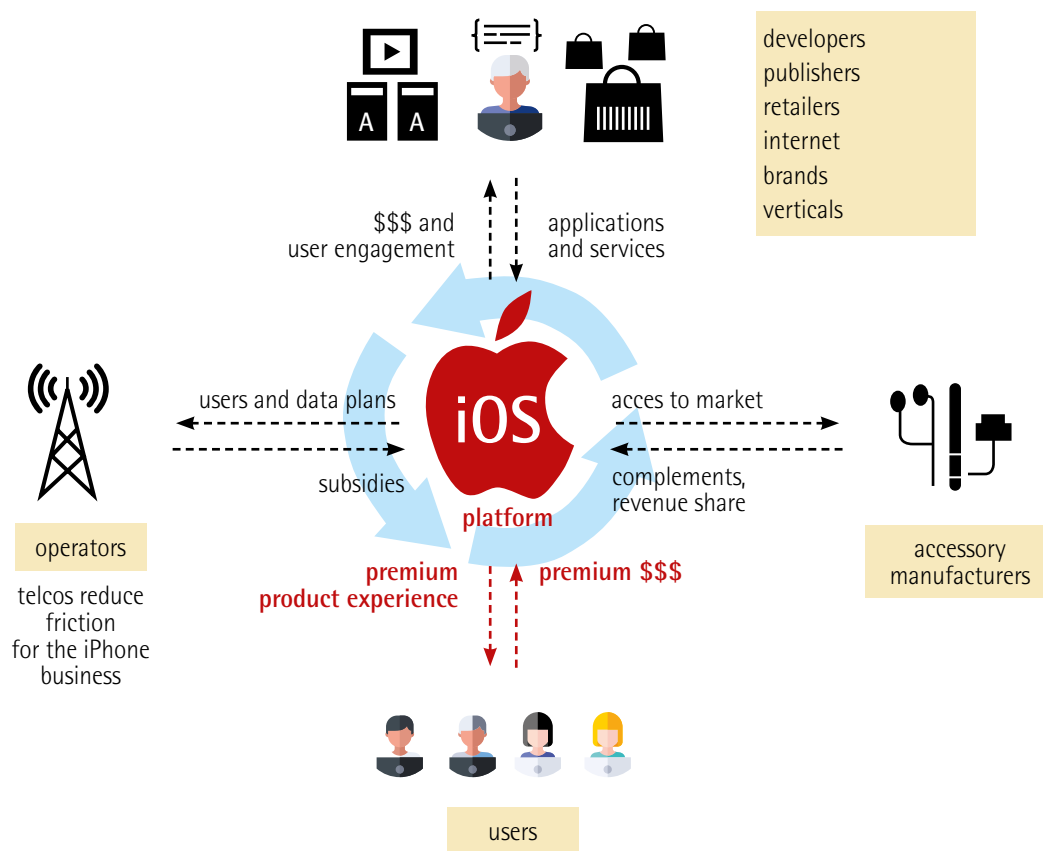 { }
developers
publishers
retailers
internet
brands
verticals
A A
$$$ and
user engagement
applications
and services
iOS
users and data plans
subsidies
acces to market
complements,
revenue share
platform
operators
telcos reduce
friction
for the iPhone
business
accessory
manufacturers
premium
product experience
premium $$$
users